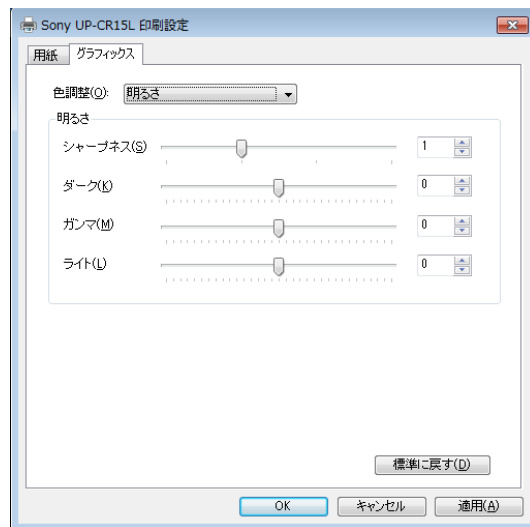 Sony UP-CR15L 印刷設定
用紙 グラフィックス
色調整(O): 明るさ
明るさ
シャープネス(S) 1
ダーク(K) 0
ガンマ(M) 0
ライト(L) 0
標準に戻す(D)
OK キャンセル 適用(A)